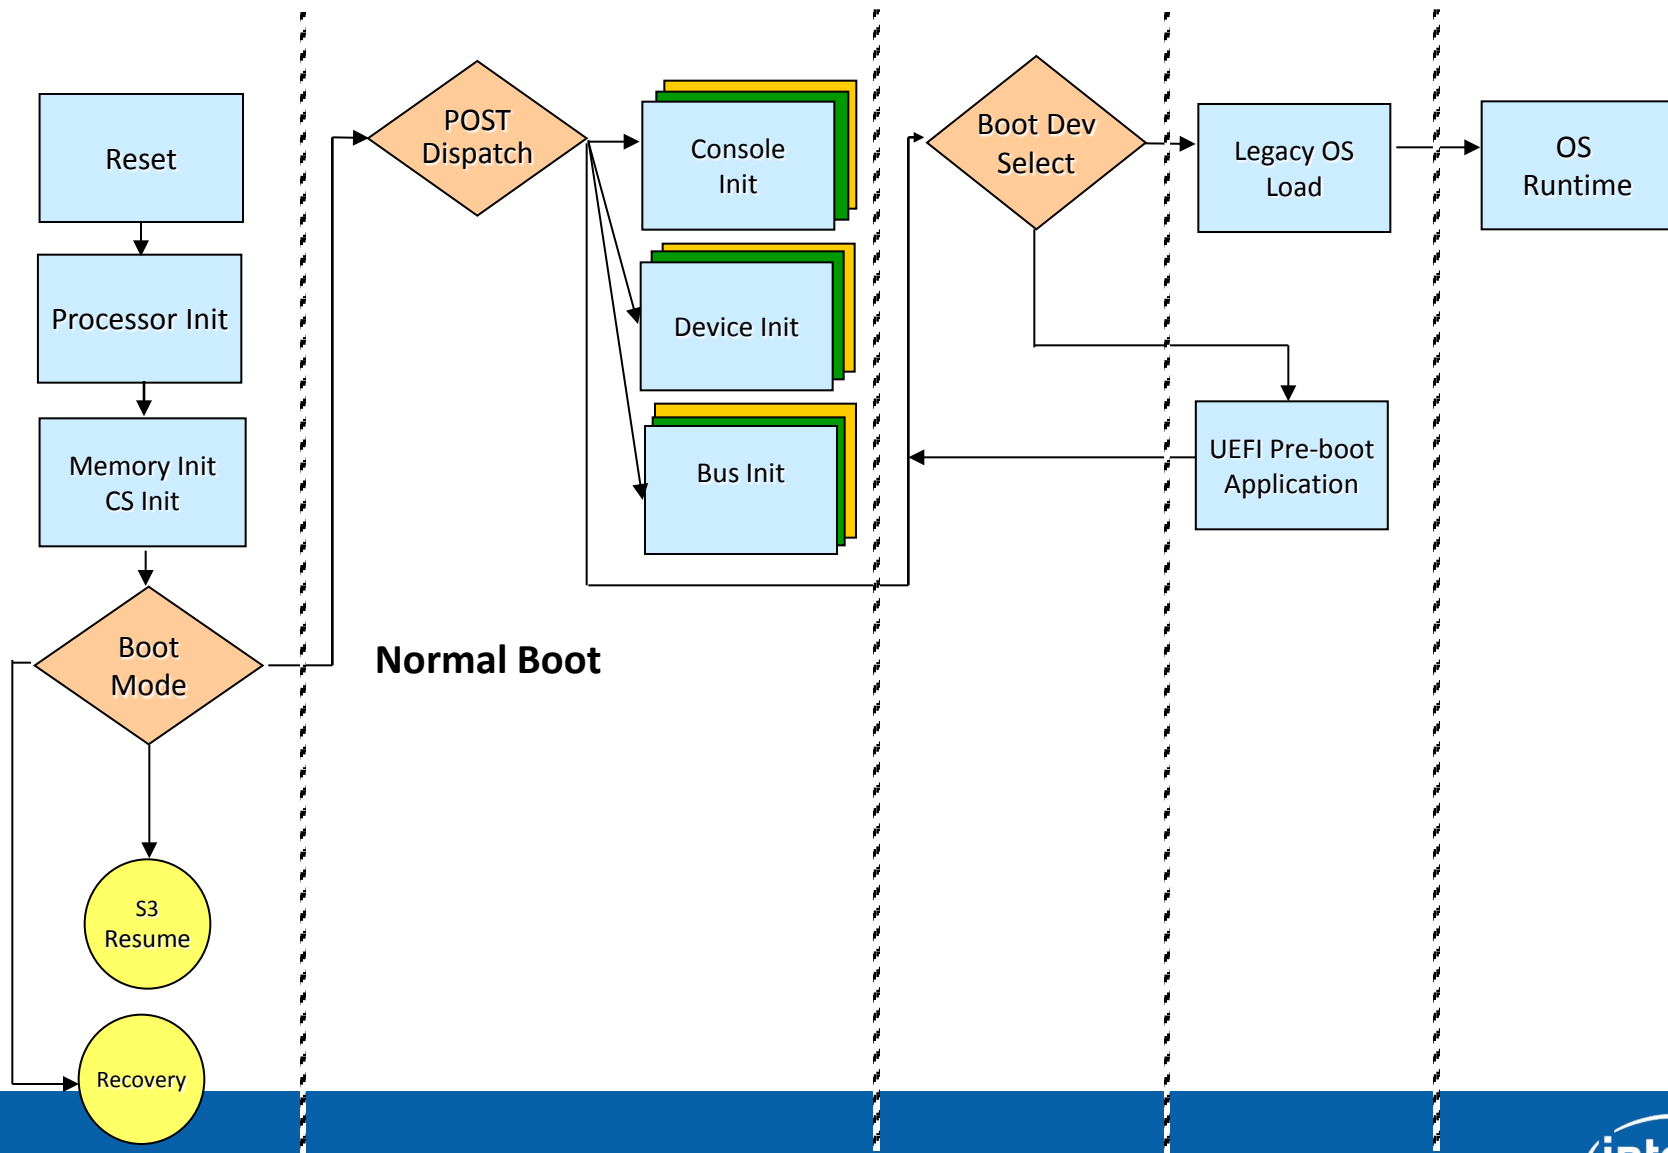 Reset
Processor Init
Memory Init
CS Init
Boot
Mode
S3
Resume
Recovery
Normal Boot
POST
Dispatch
Console
Init
Device Init
Bus Init
Boot Dev
Select
Legacy OS
Load
UEFI Pre-boot
Application
OS
Runtime